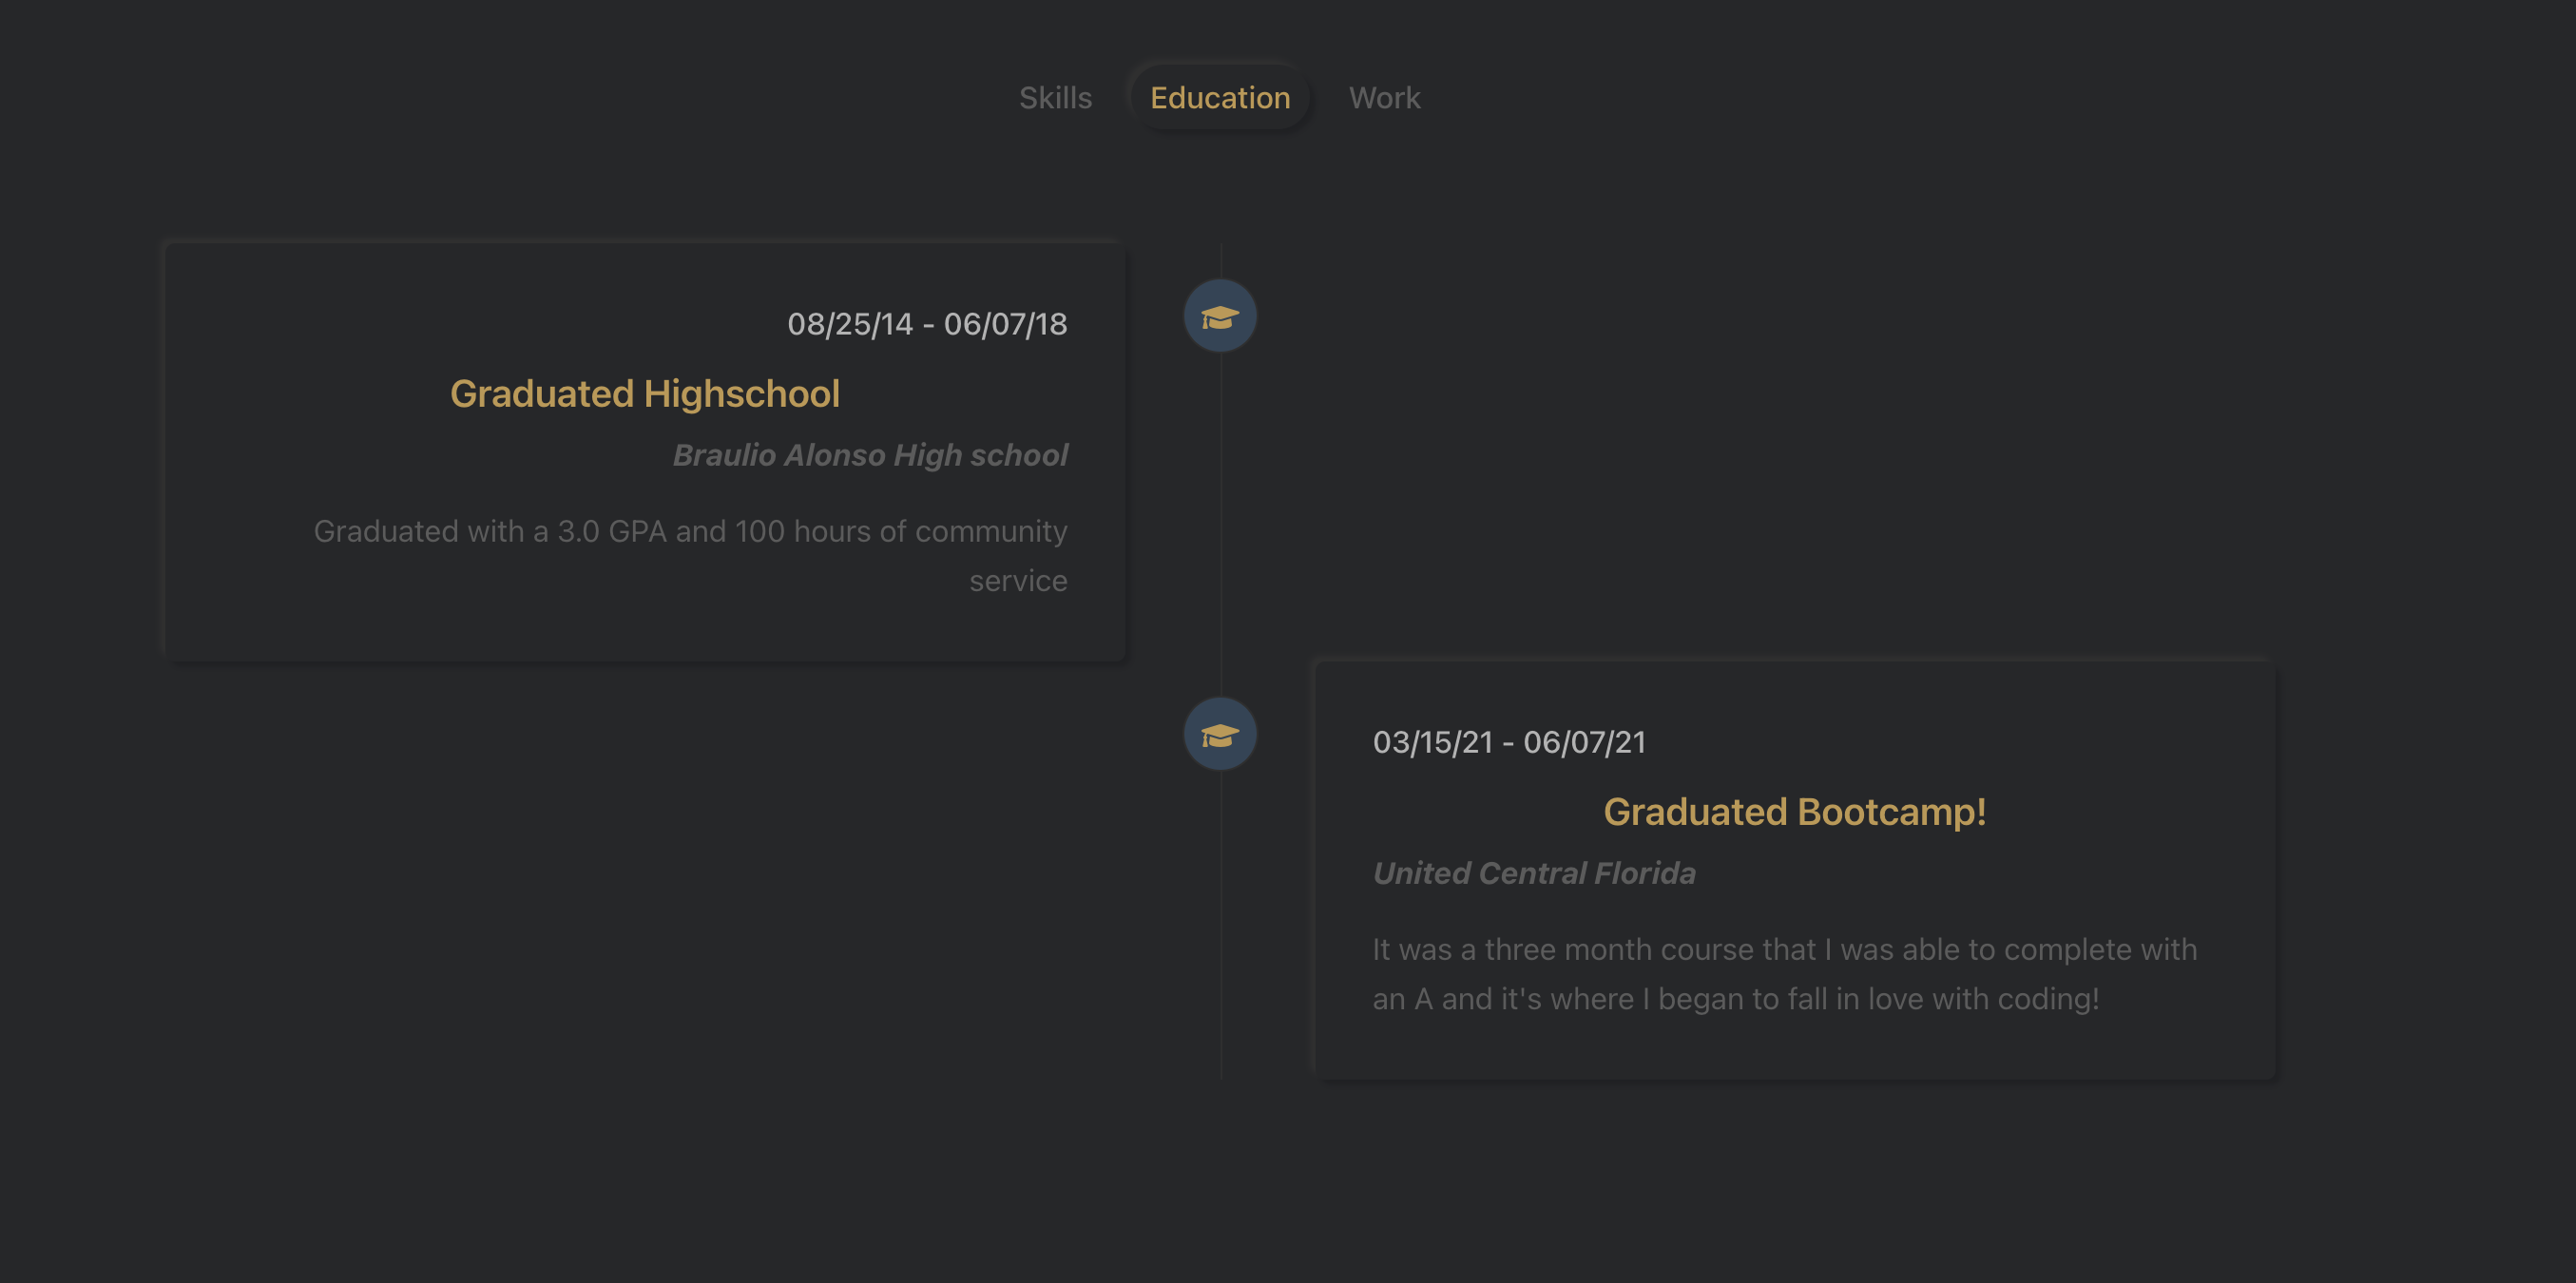 Skills
Education
Work
08/25/14 - 06/07/18
Graduated Highschool
Braulio Alonso High school
Graduated with a 3.0 GPA and 100 hours of community
service
03/15/21 - 06/07/21
Graduated Bootcamp!
United Central Florida
It was a three month course that I was able to complete with
an A and it's where I began to fall in love with coding!